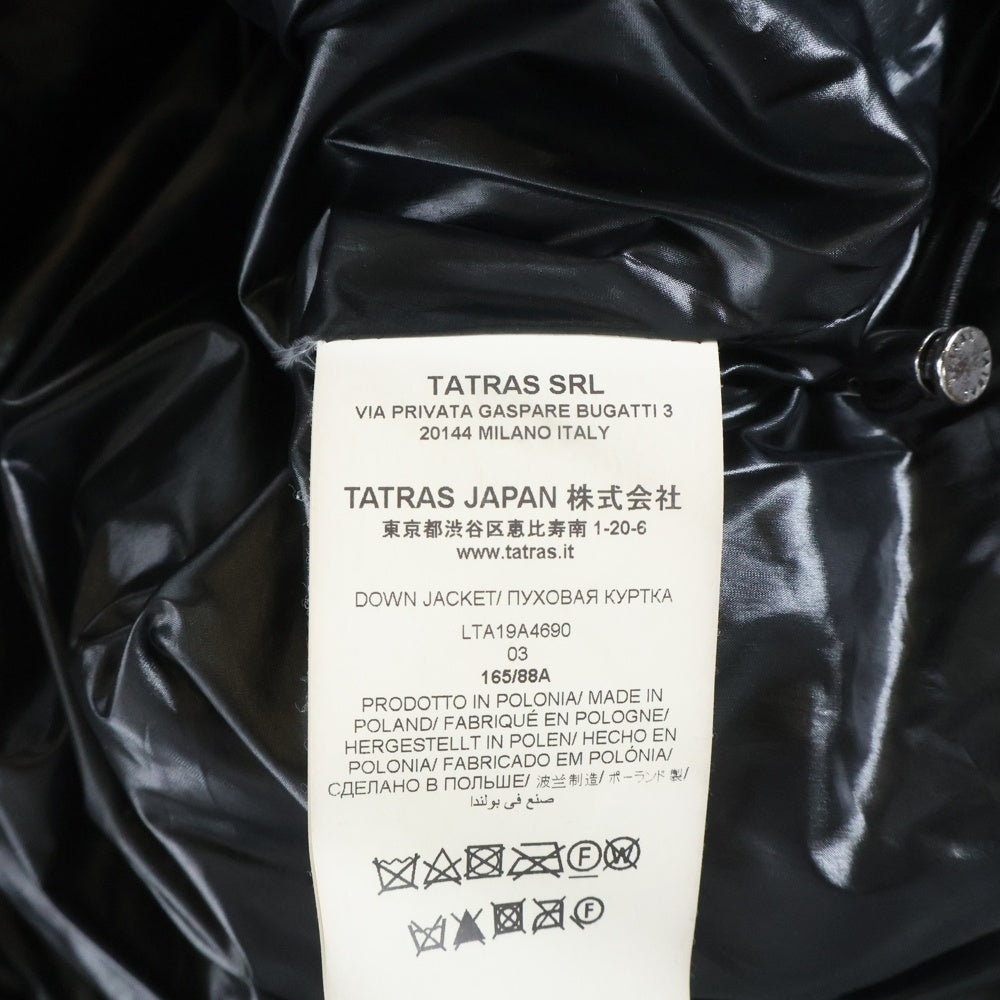 TATRAS SRL
VIA PRIVATA GASPARE BUGATTI 3
20144 MILANO ITALY
TATRAS JAPAN 株式会社
東京都渋谷区恵比寿南 1-20-6
www.tatras.it
DOWN JACKET/ ПУХОВАЯ КУРТКА
LTA19A4690
03
165/88A
PRODOTTO IN POLONIA/ MADE IN
POLAND/ FABRIQUÉ EN POLOGNE/
HERGESTELLT IN POLEN/ HECHO EN
POLONIA/ FABRICADO EM POLÓNIA/
СДЕЛАНО В ПОЛЬШЕ/ 波兰制造/ ポーランド製/
صنع في بولندا
F W
F